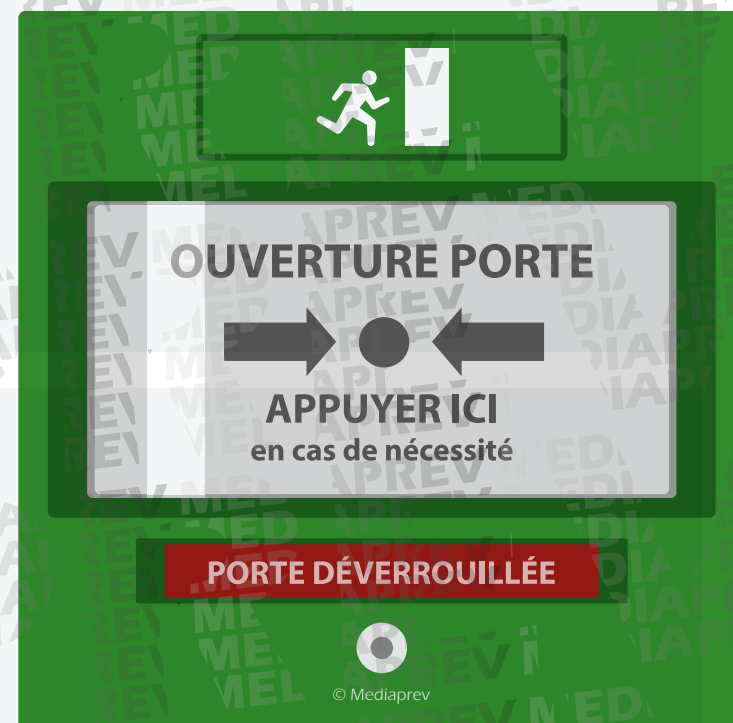 OUVERTURE PORTE
APPUYER ICI
en cas de nécessité
PORTE DÉVERROUILLÉE
© Mediaprev